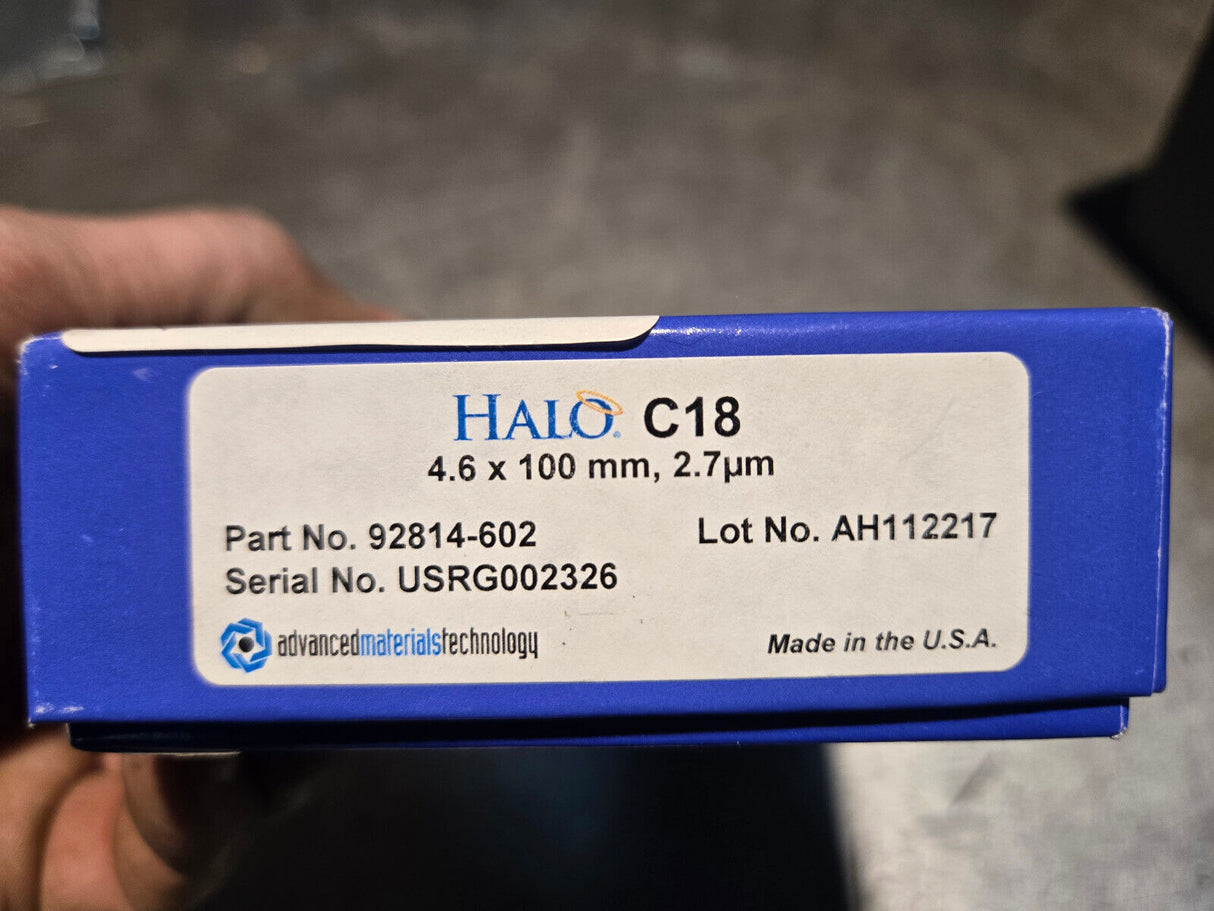 HALO® C18
4.6 x 100 mm, 2.7µm
Part No. 92814-602
Lot No. AH112217
Serial No. USRG002326
advancedmaterialstechnology
Made in the U.S.A.